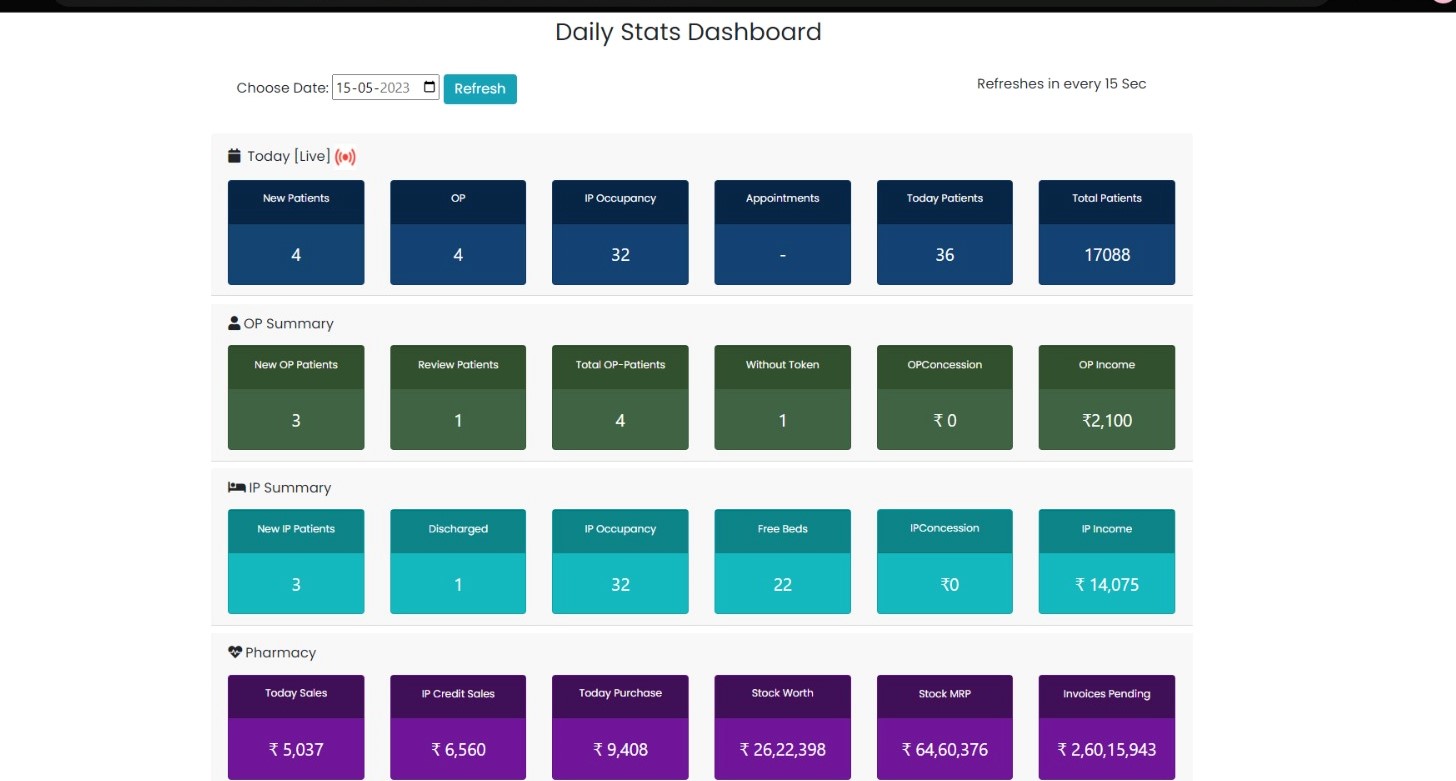 Daily Stats Dashboard
Choose Date: 15-05-2023 Refresh Refreshes in every 15 Sec
Today [Live]
New Patients OP IP Occupancy Appointments Today Patients Total Patients
4 4 32 - 36 17088
OP Summary
New OP Patients Review Patients Total OP-Patients Without Token OPConcession OP Income
3 1 4 1 ₹ 0 ₹2,100
IP Summary
New IP Patients Discharged IP Occupancy Free Beds IPConcession IP Income
3 1 32 22 ₹0 ₹ 14,075
Pharmacy
Today Sales IP Credit Sales Today Purchase Stock Worth Stock MRP Invoices Pending
₹ 5,037 ₹ 6,560 ₹ 9,408 ₹ 26,22,398 ₹ 64,60,376 ₹ 2,60,15,943